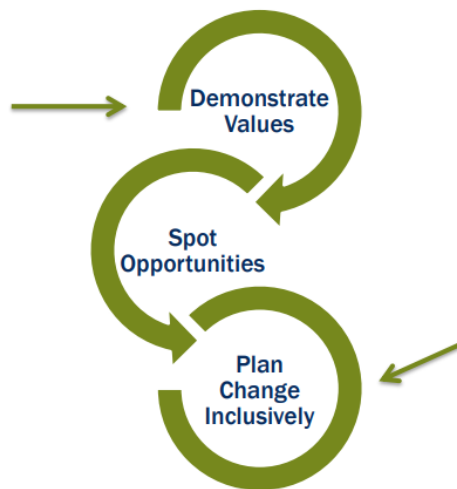 Demonstrate
Values
Spot
Opportunities
Plan
Change
Inclusively